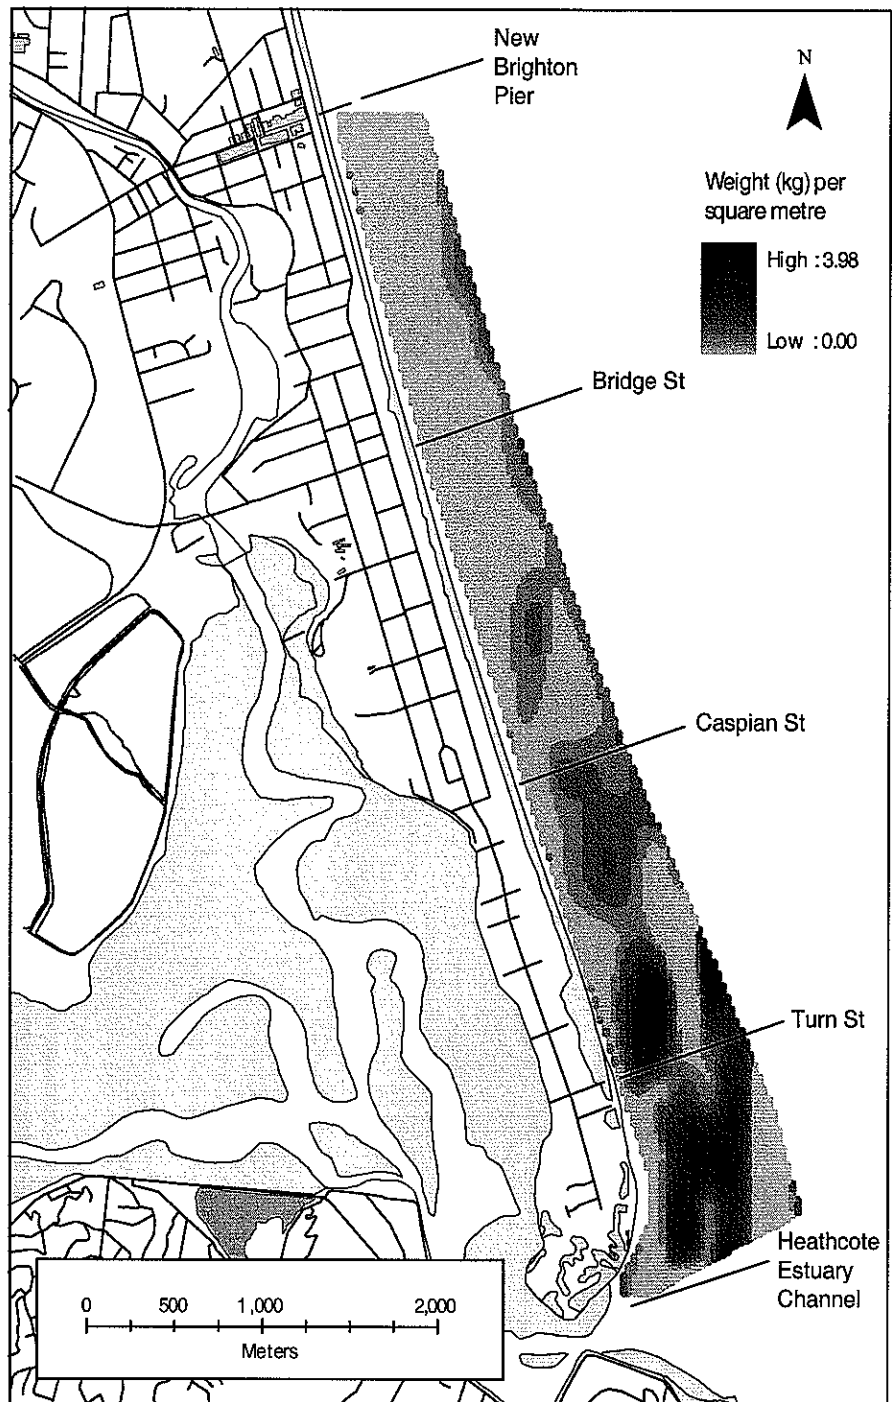 New
Brighton
Pier
N
Weight (kg) per
square metre
High : 3.98
Low : 0.00
Bridge St
Caspian St
Turn St
Heathcote
Estuary
Channel
0 500 1,000 2,000
Meters